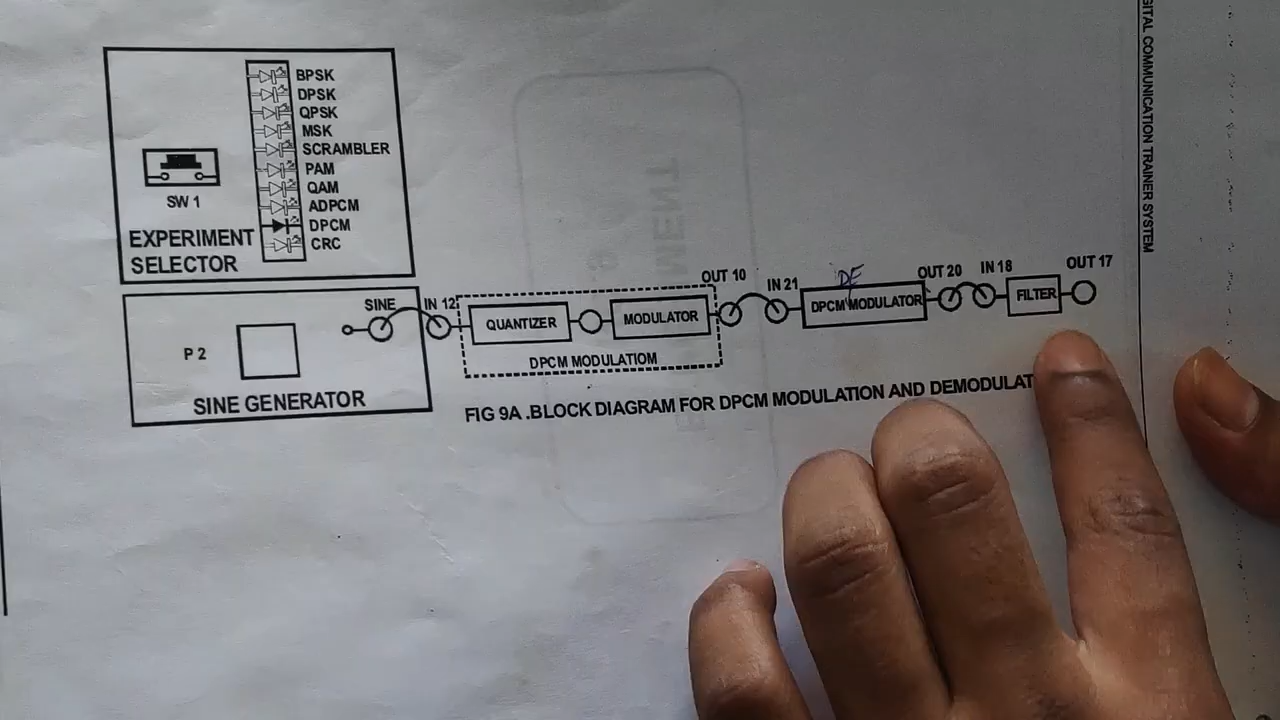 BPSK
DPSK
QPSK
MSK
SCRAMBLER
PAM
QAM
ADPCM
DPCM
CRC
SW 1
EXPERIMENT
SELECTOR
SINE
IN 12
P 2
SINE GENERATOR
QUANTIZER
MODULATOR
DPCM MODULATIOM
OUT 10
IN 21
DE
DPCM MODULATOR
OUT 20
IN 18
FILTER
OUT 17
FIG 9A .BLOCK DIAGRAM FOR DPCM MODULATION AND DEMODULAT
GITAL COMMUNICATION TRAINER SYSTEM